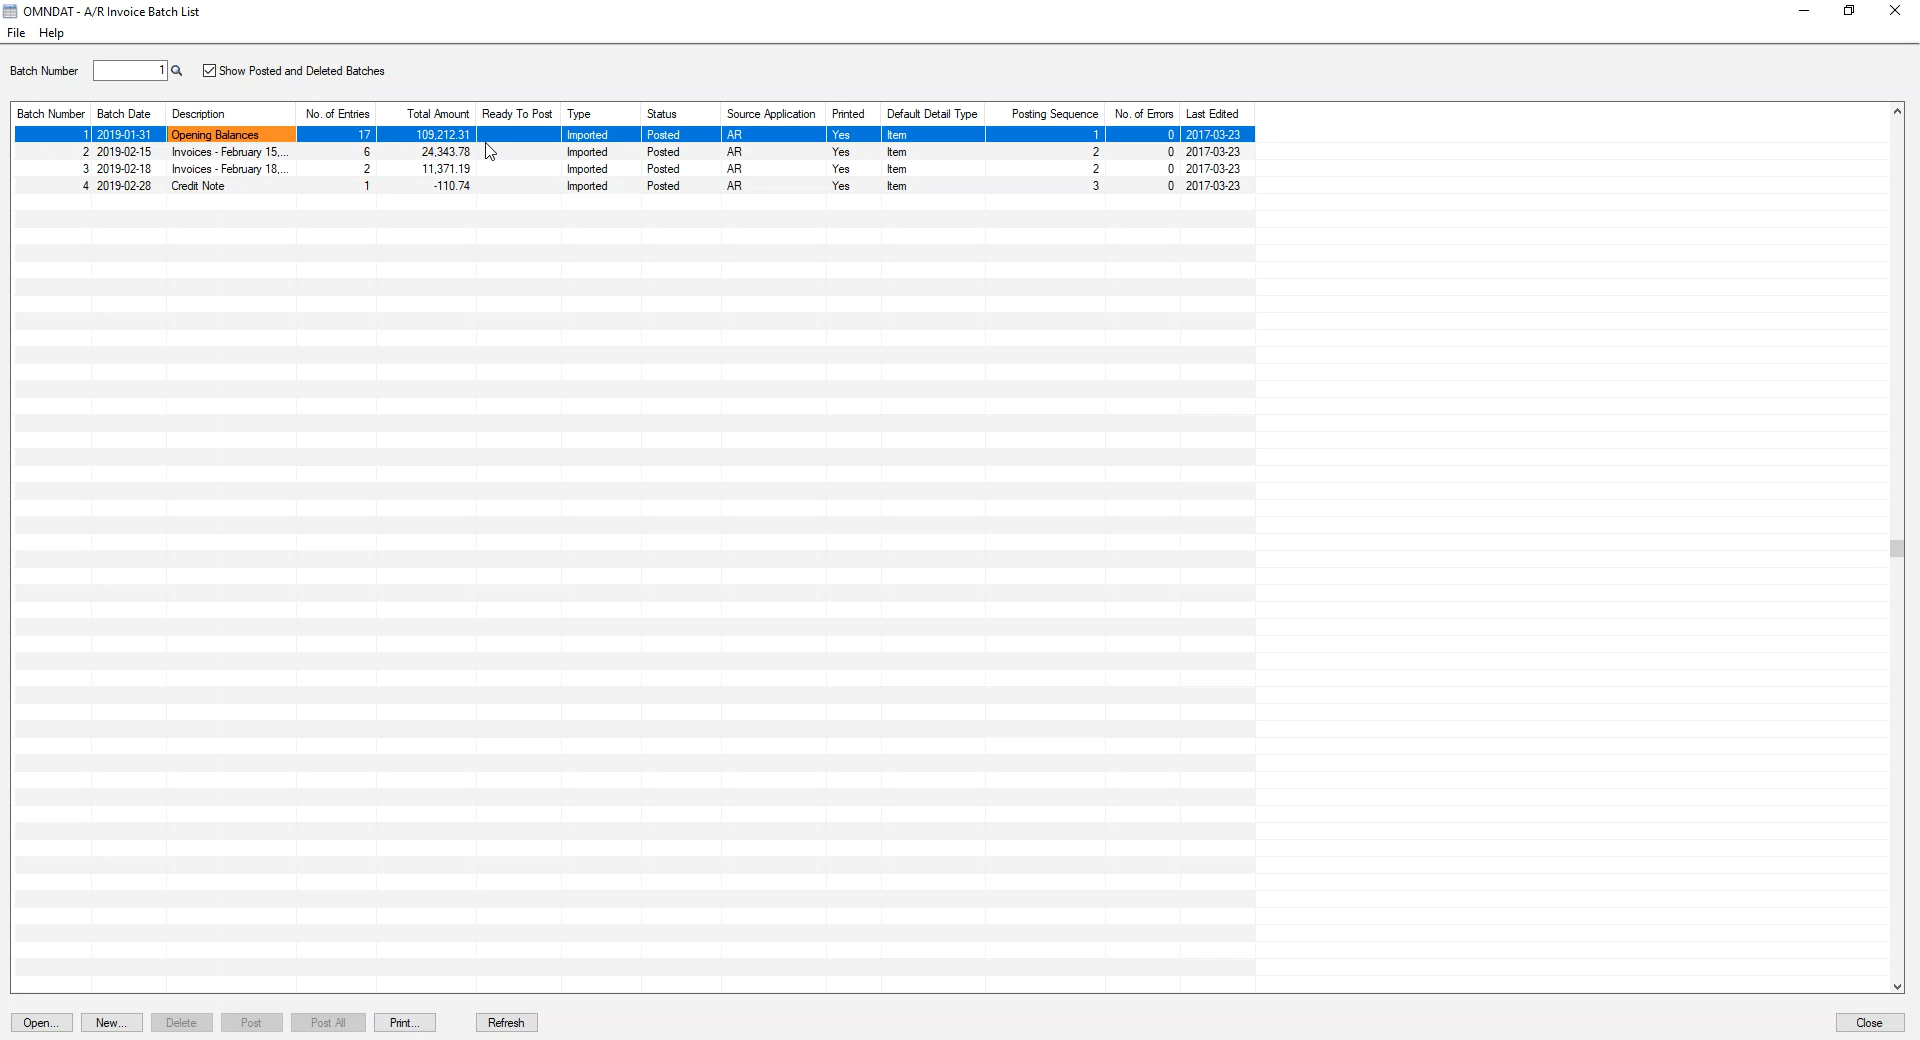 OMNDAT - A/R Invoice Batch List
File Help
Batch Number 1 Show Posted and Deleted Batches
Batch Number Batch Date Description No. of Entries Total Amount Ready To Post Type Status Source Application Printed Default Detail Type Posting Sequence No. of Errors Last Edited
1 2019-01-31 Opening Balances 17 109,212.31 Imported Posted AR Yes Item 1 0 2017-03-23
2 2019-02-15 Invoices - February 15,... 6 24,343.78 Imported Posted AR Yes Item 2 0 2017-03-23
3 2019-02-18 Invoices - February 18,... 2 11,371.19 Imported Posted AR Yes Item 2 0 2017-03-23
4 2019-02-28 Credit Note 1 -110.74 Imported Posted AR Yes Item 3 0 2017-03-23
Open... New... Delete Post Post All Print... Refresh Close